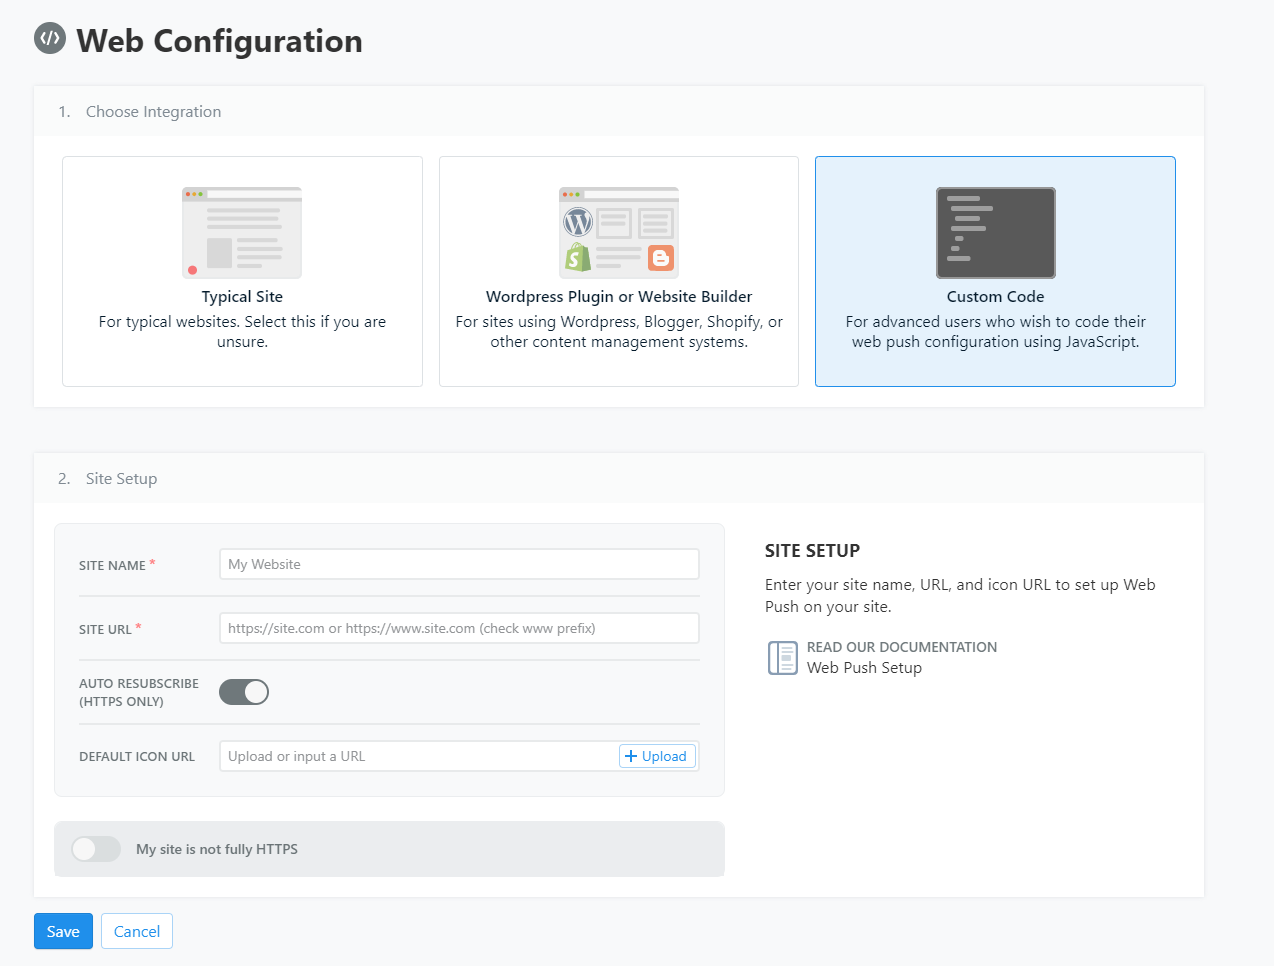 Web Configuration
1. Choose Integration
Typical Site
For typical websites. Select this if you are
unsure.
Wordpress Plugin or Website Builder
For sites using Wordpress, Blogger, Shopify, or
other content management systems.
Custom Code
For advanced users who wish to code their
web push configuration using JavaScript.
2. Site Setup
SITE NAME *
My Website
SITE URL *
https://site.com or https://www.site.com (check www prefix)
AUTO RESUBSCRIBE
(HTTPS ONLY)
DEFAULT ICON URL
Upload or input a URL
+ Upload
My site is not fully HTTPS
SITE SETUP
Enter your site name, URL, and icon URL to set up Web
Push on your site.
READ OUR DOCUMENTATION
Web Push Setup
Save
Cancel